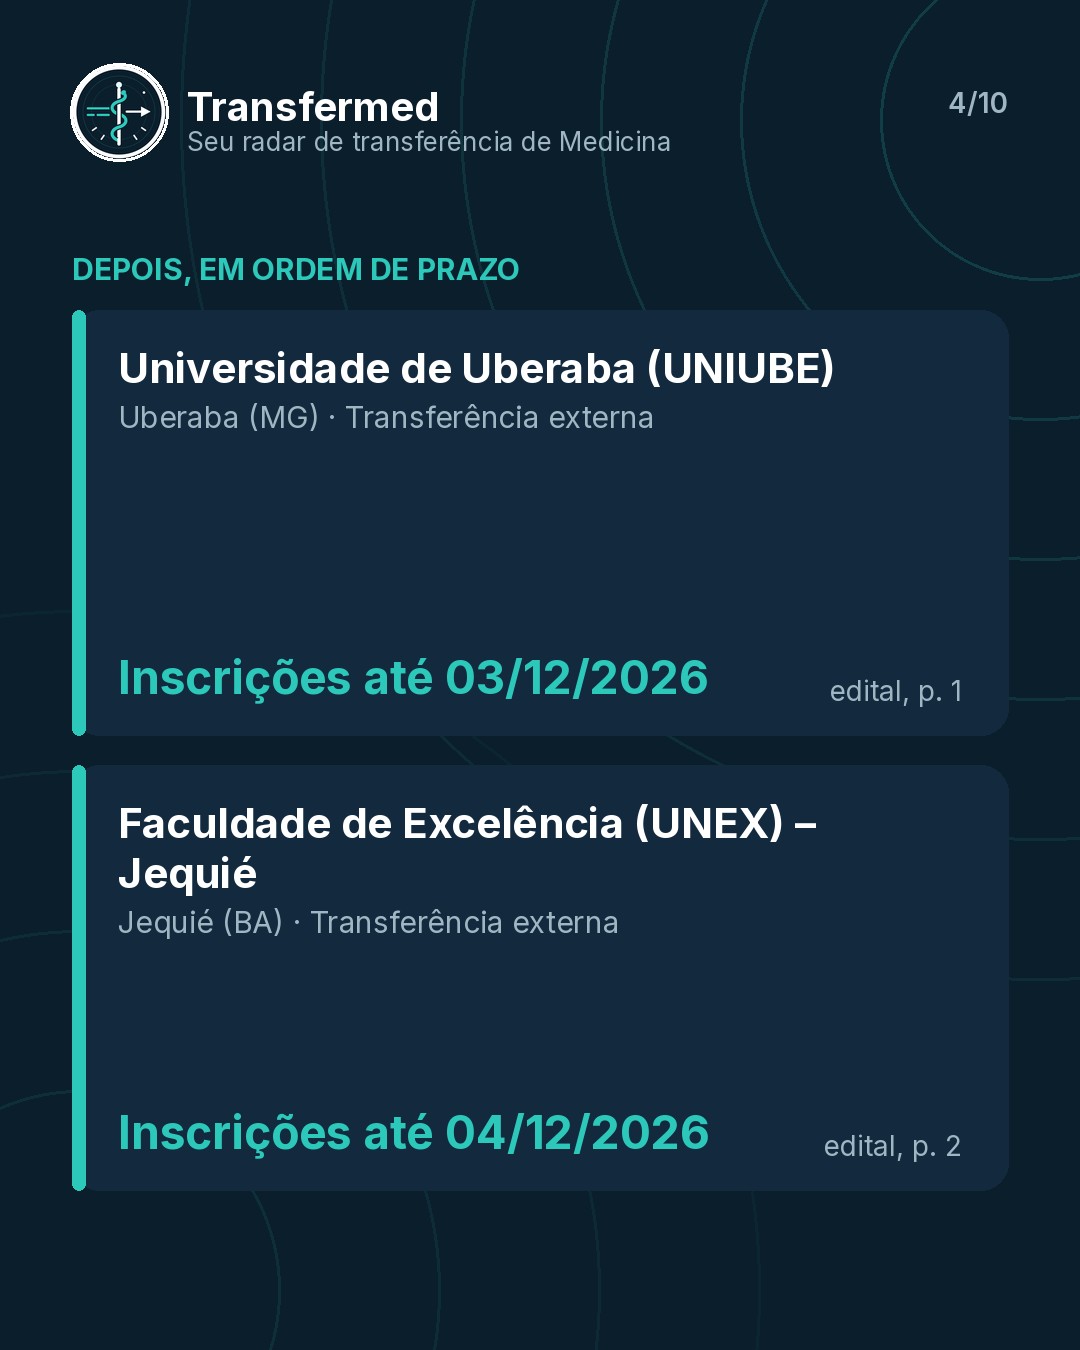 Transfermed
Seu radar de transferência de Medicina
4/10
DEPOIS, EM ORDEM DE PRAZO
Universidade de Uberaba (UNIUBE)
Uberaba (MG) · Transferência externa
Inscrições até 03/12/2026
edital, p. 1
Faculdade de Excelência (UNEX) –
Jequié
Jequié (BA) · Transferência externa
Inscrições até 04/12/2026
edital, p. 2